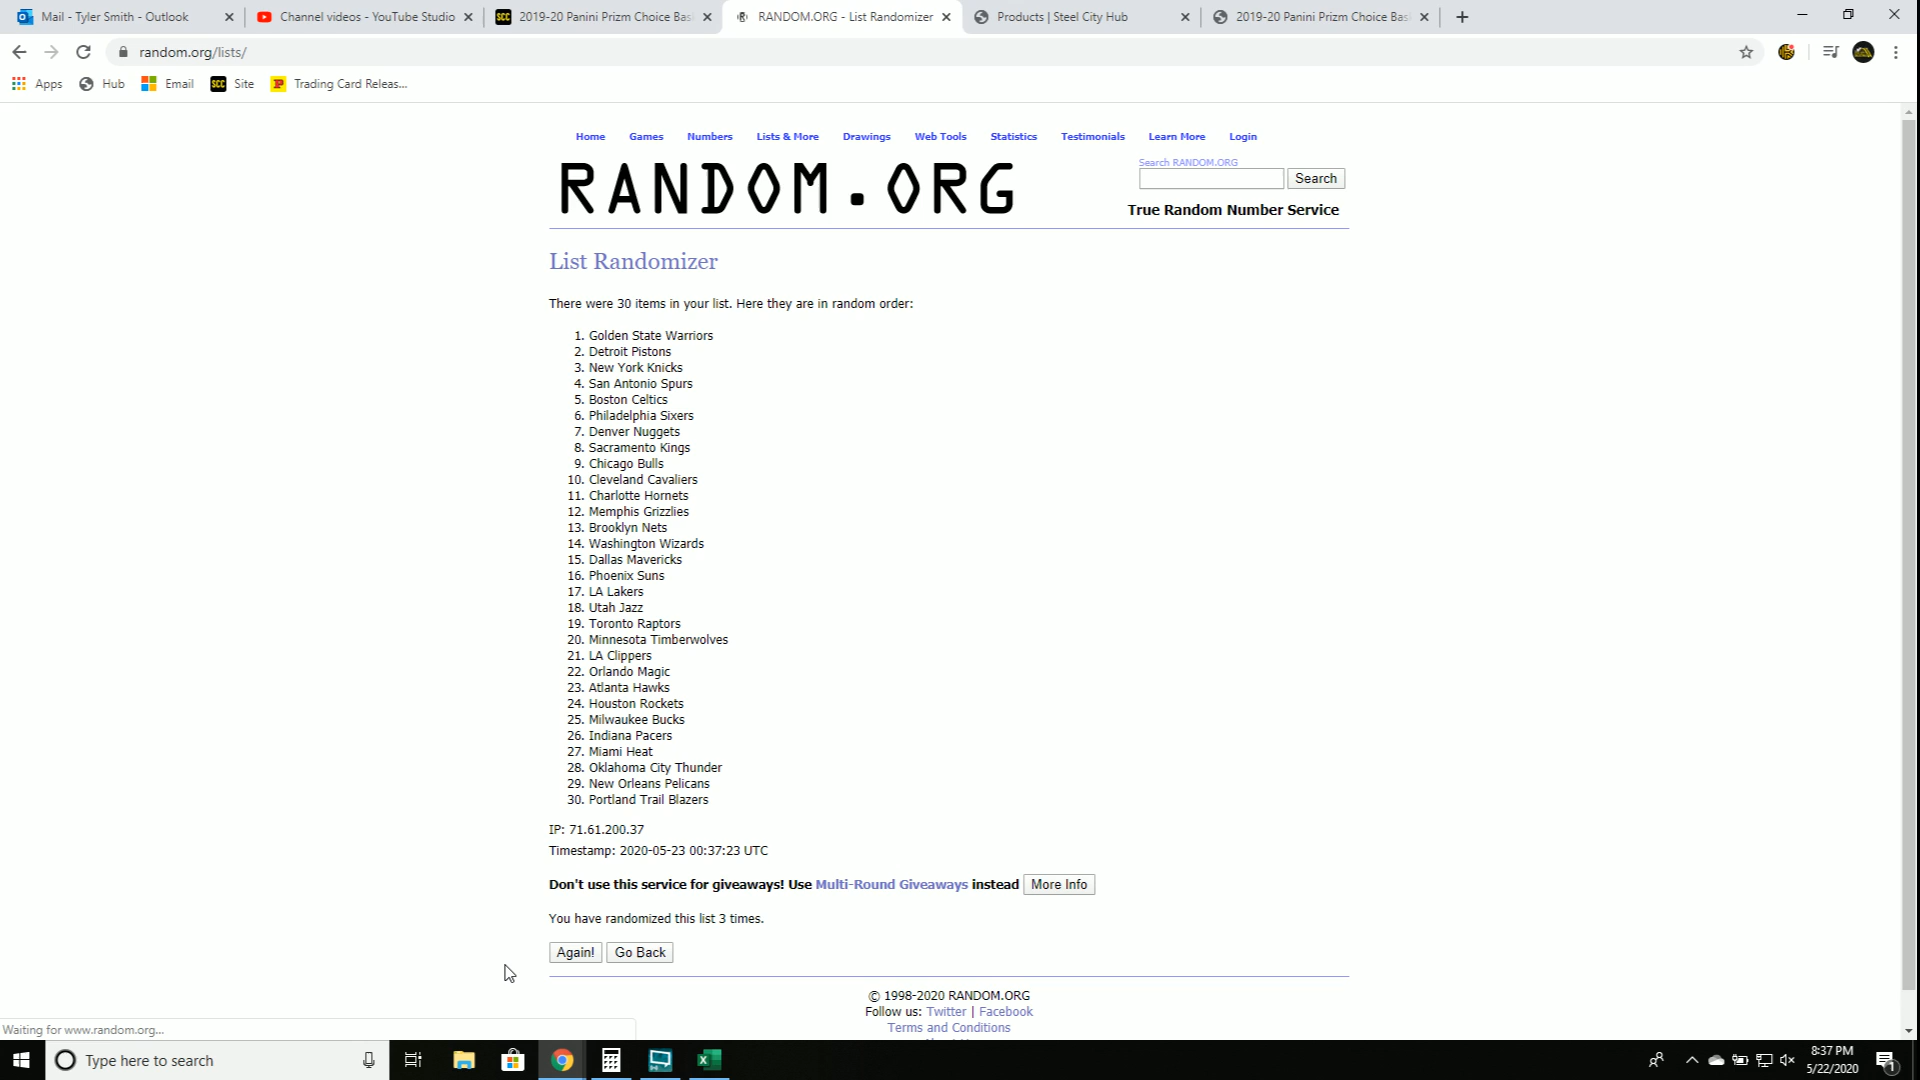 Mail - Tyler Smith - Outlook
Channel videos - YouTube Studio
SCC 2019-20 Panini Prizm Choice Bas
RANDOM.ORG - List Randomizer
Products | Steel City Hub
2019-20 Panini Prizm Choice Bas
random.org/lists/
Apps
Hub
Email
SCC Site
Trading Card Releas...
Home
Games
Numbers
Lists & More
Drawings
Web Tools
Statistics
Testimonials
Learn More
Login
RANDOM.ORG
Search RANDOM.ORG
Search
True Random Number Service
List Randomizer
There were 30 items in your list. Here they are in random order:
1. Golden State Warriors
2. Detroit Pistons
3. New York Knicks
4. San Antonio Spurs
5. Boston Celtics
6. Philadelphia Sixers
7. Denver Nuggets
8. Sacramento Kings
9. Chicago Bulls
10. Cleveland Cavaliers
11. Charlotte Hornets
12. Memphis Grizzlies
13. Brooklyn Nets
14. Washington Wizards
15. Dallas Mavericks
16. Phoenix Suns
17. LA Lakers
18. Utah Jazz
19. Toronto Raptors
20. Minnesota Timberwolves
21. LA Clippers
22. Orlando Magic
23. Atlanta Hawks
24. Houston Rockets
25. Milwaukee Bucks
26. Indiana Pacers
27. Miami Heat
28. Oklahoma City Thunder
29. New Orleans Pelicans
30. Portland Trail Blazers
IP: 71.61.200.37
Timestamp: 2020-05-23 00:37:23 UTC
Don't use this service for giveaways! Use Multi-Round Giveaways instead More Info
You have randomized this list 3 times.
Again! Go Back
© 1998-2020 RANDOM.ORG
Follow us: Twitter | Facebook
Terms and Conditions
Waiting for www.random.org...
Type here to search
8:37 PM
5/22/2020
1